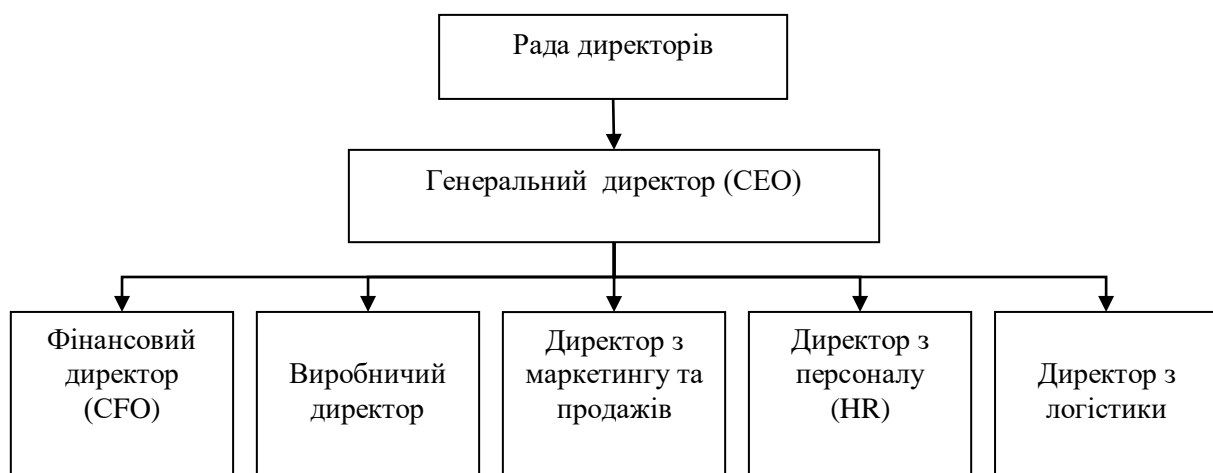 Рада директорів
Генеральний директор (CEO)
Фінансовий
директор
(CFO)
Виробничий
директор
Директор з
маркетингу та
продажів
Директор з
персоналу
(HR)
Директор з
логістики